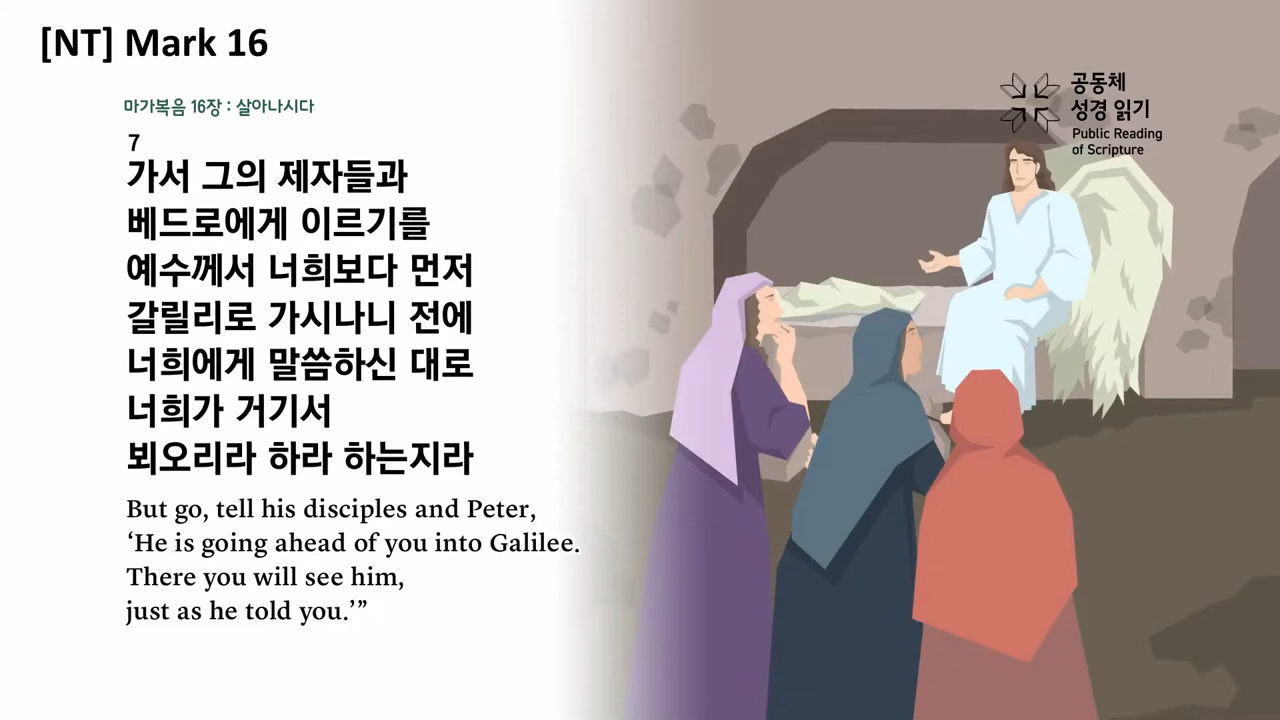 [NT] Mark 16
마가복음 16장 : 살아나시다
7
가서 그의 제자들과
베드로에게 이르기를
예수께서 너희보다 먼저
갈릴리로 가시나니 전에
너희에게 말씀하신 대로
너희가 거기서
뵈오리라 하라 하는지라
But go, tell his disciples and Peter,
‘He is going ahead of you into Galilee.
There you will see him,
just as he told you.’”
공동체
성경 읽기
Public Reading
of Scripture